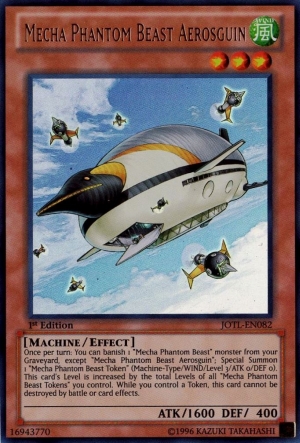 MECHA PHANTOM BEAST AEROSGUIN
WIND
風
1st Edition
JOTL-EN082
[MACHINE/EFFECT]
Once per turn: You can banish 1 "Mecha Phantom Beast" monster from your
Graveyard, except "Mecha Phantom Beast Aerosguin"; Special Summon
1 "Mecha Phantom Beast Token" (Machine-Type/WIND/Level 3/ATK 0/DEF 0).
This card's Level is increased by the total Levels of all "Mecha Phantom
Beast Tokens" you control. While you control a Token, this card cannot be
destroyed by battle or card effects.
ATK/1600 DEF/ 400
16943770
©1996 KAZUKI TAKAHASHI